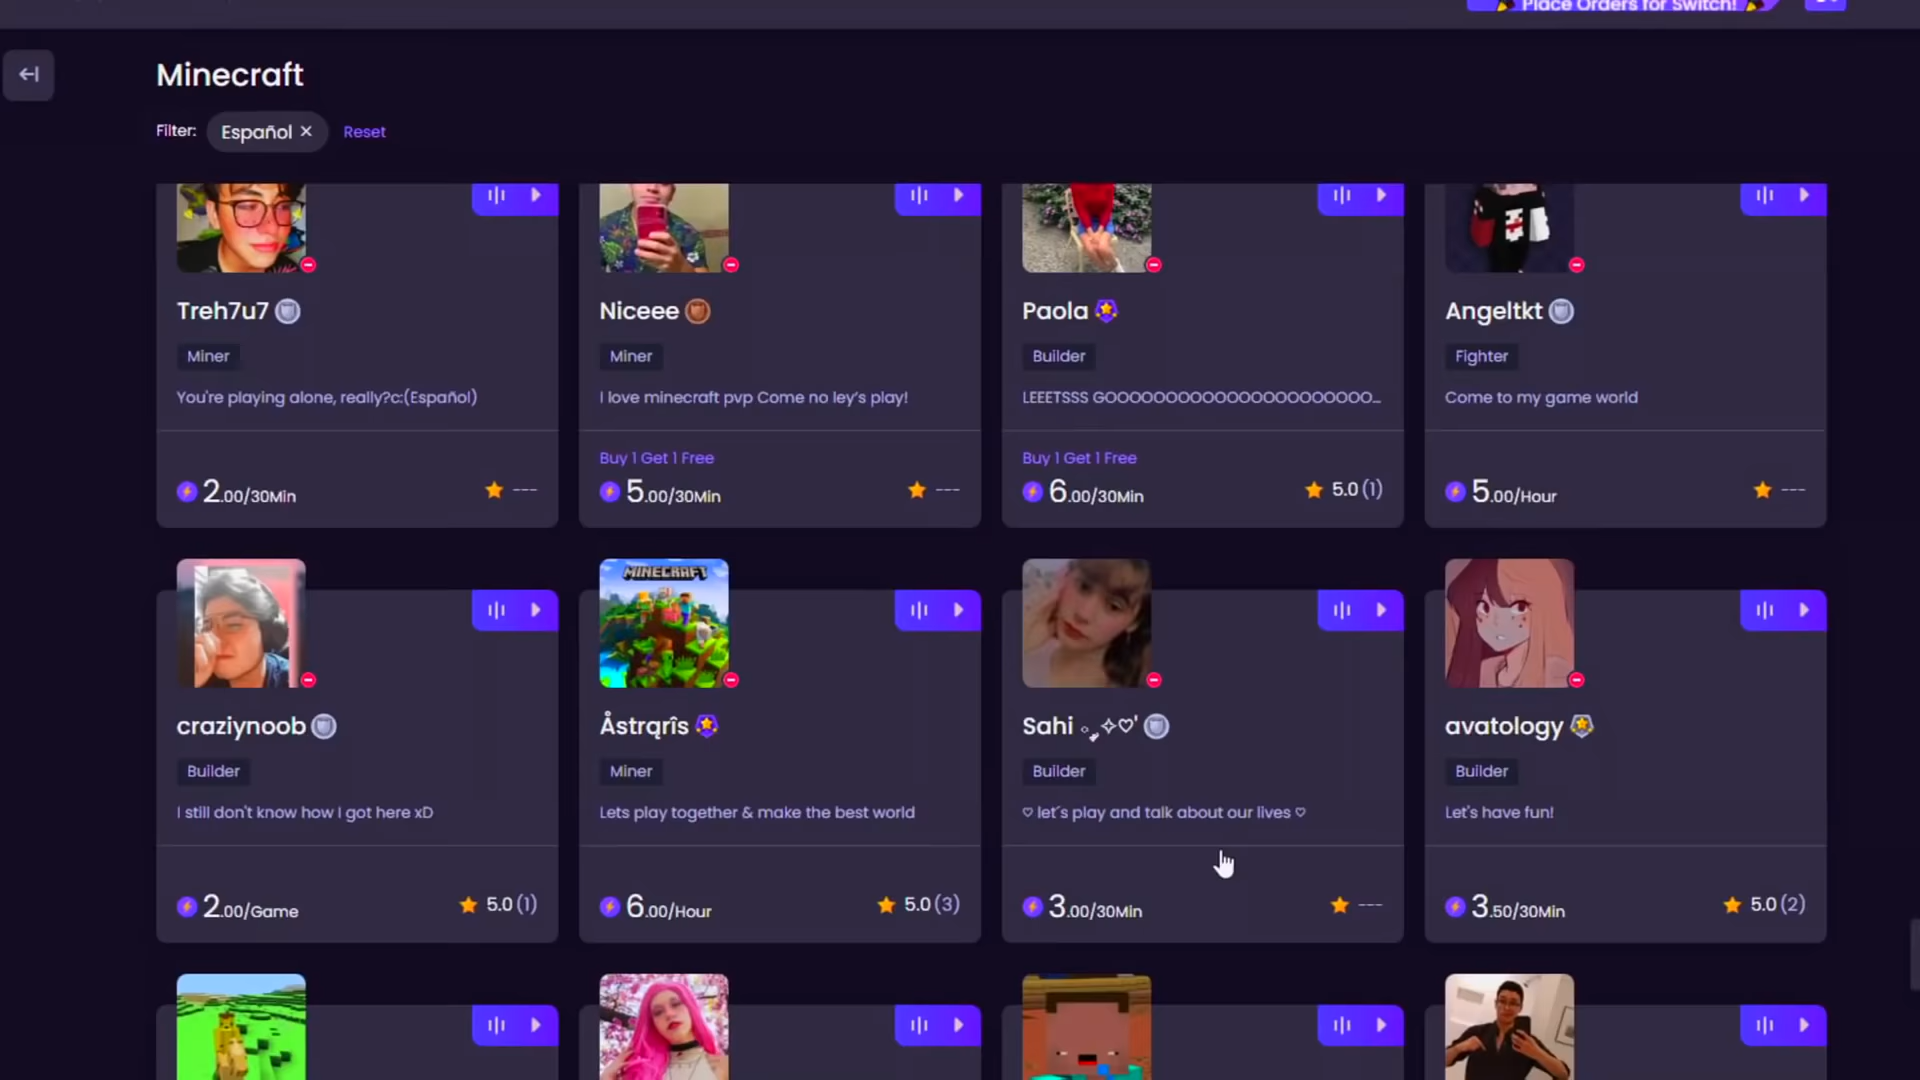 Place Orders for Switch!
Minecraft
Filter: Español × Reset
Treh7u7
Miner
You're playing alone, really?c:(Español)
2.00/30Min ---
Niceee
Miner
I love minecraft pvp Come no ley's play!
Buy 1 Get 1 Free
5.00/30Min ---
Paola
Builder
LEEETSSS GOOOOOOOOOOOOOOOOOOOOOO...
Buy 1 Get 1 Free
6.00/30Min 5.0 (1)
Angeltkt
Fighter
Come to my game world
5.00/Hour ---
craziynoob
Builder
I still don't know how I got here xD
2.00/Game 5.0 (1)
MINECRAFT
Åstrąrîs
Miner
Lets play together & make the best world
6.00/Hour 5.0 (3)
Sahi ˳ৢ✧♡'
Builder
♡ let´s play and talk about our lives ♡
3.00/30Min ---
avatology
Builder
Let's have fun!
3.50/30Min 5.0 (2)